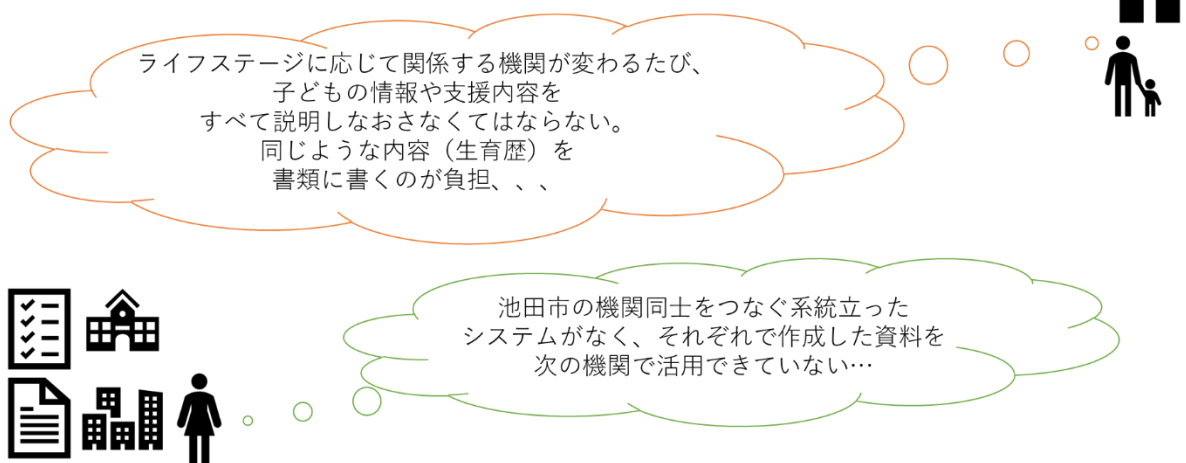 ライフステージに応じて関係する機関が変わるたび、
子どもの情報や支援内容を
すべて説明しなおさなくてはならない。
同じような内容（生育歴）を
書類に書くのが負担、、、
池田市の機関同士をつなぐ系統立った
システムがなく、それぞれで作成した資料を
次の機関で活用できていない…